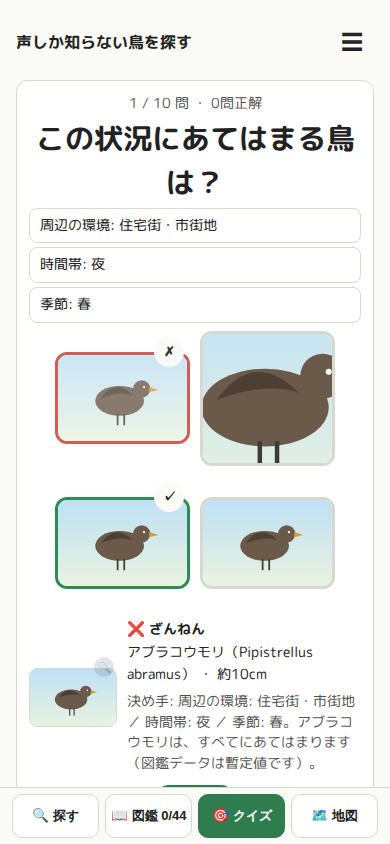 声しか知らない鳥を探す
☰
1 / 10 問 · 0問正解
この状況にあてはまる鳥
は？
周辺の環境: 住宅街・市街地
時間帯: 夜
季節: 春
✗
✓
❌ ざんねん
アブラコウモリ（Pipistrellus
abramus） · 約10cm
決め手: 周辺の環境: 住宅街・市街地
／ 時間帯: 夜 ／ 季節: 春。アブラコ
ウモリは、すべてにあてはまります
（図鑑データは暫定値です）。
🔍 探す
📖 図鑑 0/44
🎯 クイズ
🗺️ 地図